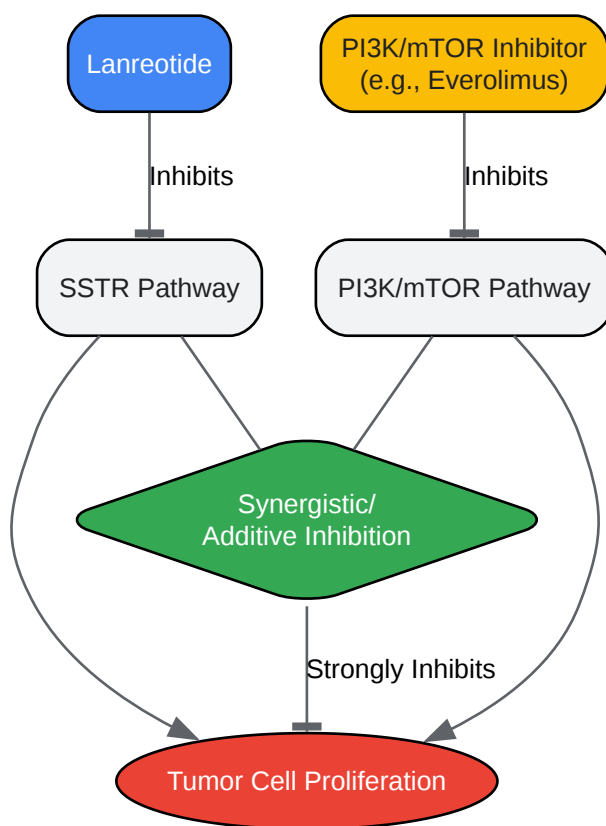 Lanreotide
PI3K/mTOR Inhibitor
(e.g., Everolimus)
Inhibits
Inhibits
SSTR Pathway
PI3K/mTOR Pathway
Synergistic/
Additive Inhibition
Strongly Inhibits
Tumor Cell Proliferation